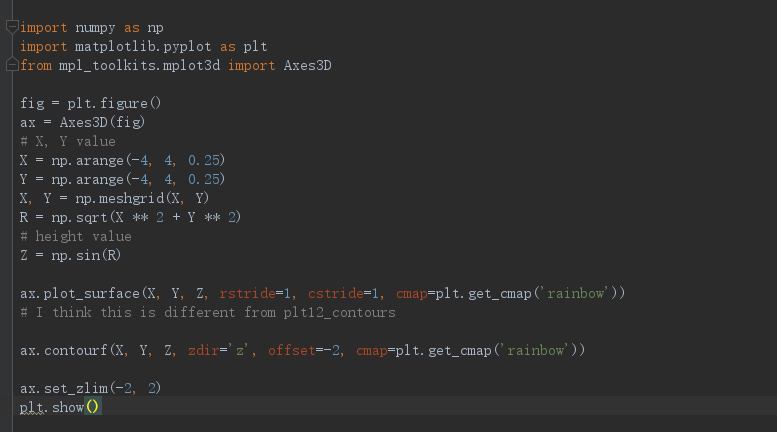 import numpy as np
import matplotlib.pyplot as plt
from mpl_toolkits.mplot3d import Axes3D
fig = plt.figure()
ax = Axes3D(fig)
# X, Y value
X = np.arange(-4, 4, 0.25)
Y = np.arange(-4, 4, 0.25)
X, Y = np.meshgrid(X, Y)
R = np.sqrt(X ** 2 + Y ** 2)
# height value
Z = np.sin(R)
ax.plot_surface(X, Y, Z, rstride=1, cstride=1, cmap=plt.get_cmap('rainbow'))
# I think this is different from plt12_contours
ax.contourf(X, Y, Z, zdir='z', offset=-2, cmap=plt.get_cmap('rainbow'))
ax.set_zlim(-2, 2)
plt.show()